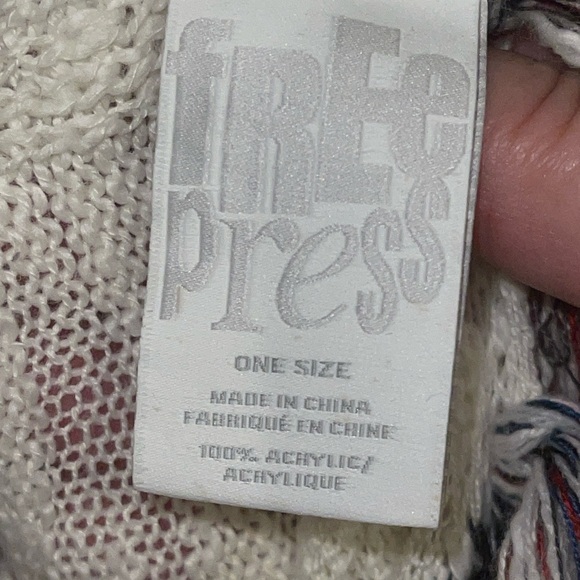 FREE
press
ONE SIZE
MADE IN CHINA
FABRIQUÉ EN CHINE
100% ACRYLIC/
ACRYLIQUE